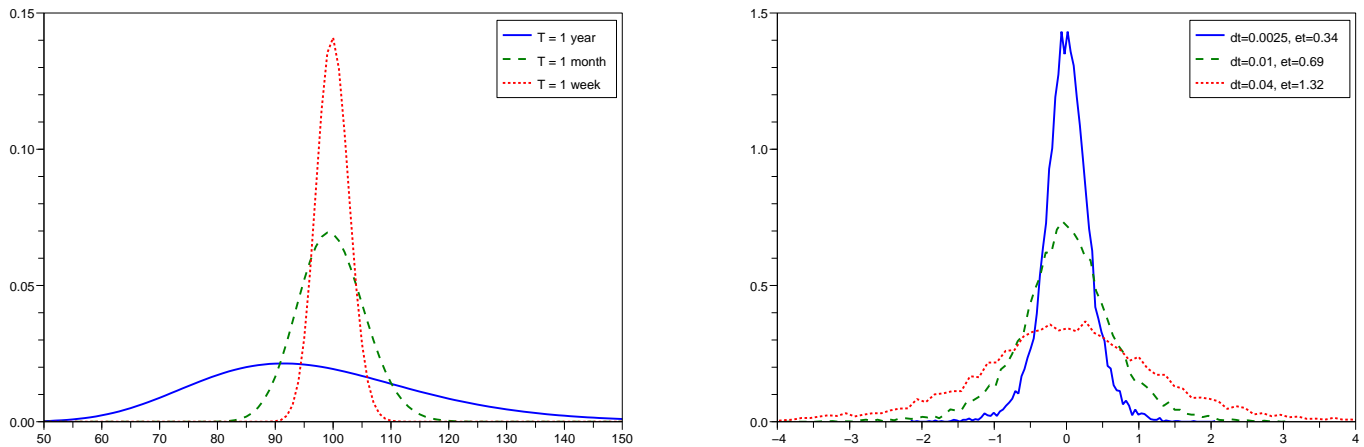 0.15
0.10
0.05
0.00
50 60 70 80 90 100 110 120 130 140 150
T = 1 year
T = 1 month
T = 1 week
1.5
1.0
0.5
0.0
−4 −3 −2 −1 0 1 2 3 4
dt=0.0025, et=0.34
dt=0.01, et=0.69
dt=0.04, et=1.32